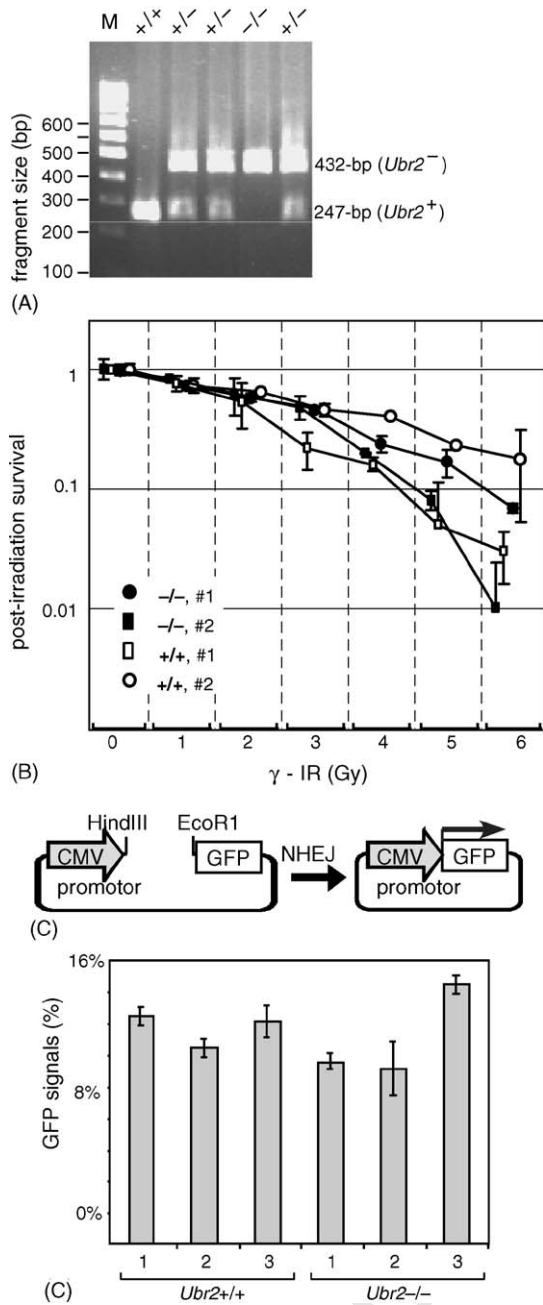 M +/+ +/− +/− −/− +/−
fragment size (bp)
600
500
400
300
200
100
432-bp (Ubr2−)
247-bp (Ubr2+)
(A)
post-irradiation survival
1
0.1
0.01
−/−, #1
−/−, #2
+/+, #1
+/+, #2
0 1 2 3 4 5 6
γ - IR (Gy)
(B)
HindIII EcoR1
CMV GFP NHEJ CMV GFP
promotor promotor
(C)
GFP signals (%)
16%
8%
0%
1 2 3 1 2 3
Ubr2+/+ Ubr2−/−
(C)